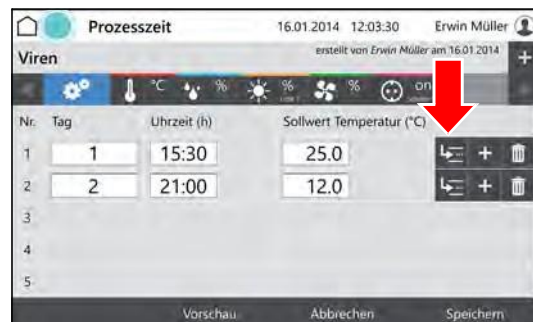 Prozesszeit 16.01.2014 12:03:30 Erwin Müller
Viren erstellt von Erwin Müller am 16.01.2014 +
°C % % % on
Nr. Tag Uhrzeit (h) Sollwert Temperatur (°C)
1 1 15:30 25.0 +
2 2 21:00 12.0 +
3
4
5
Vorschau Abbrechen Speichern